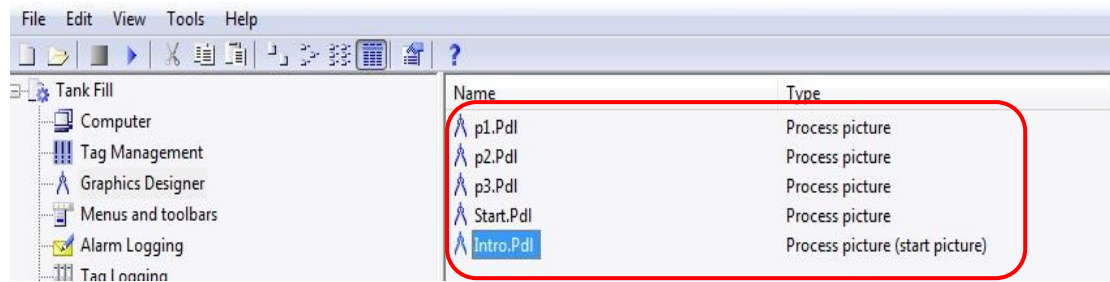 File Edit View Tools Help
?
Tank Fill
Computer
Tag Management
Graphics Designer
Menus and toolbars
Alarm Logging
Tag Logging
Name Type
p1.Pdl Process picture
p2.Pdl Process picture
p3.Pdl Process picture
Start.Pdl Process picture
Intro.Pdl Process picture (start picture)